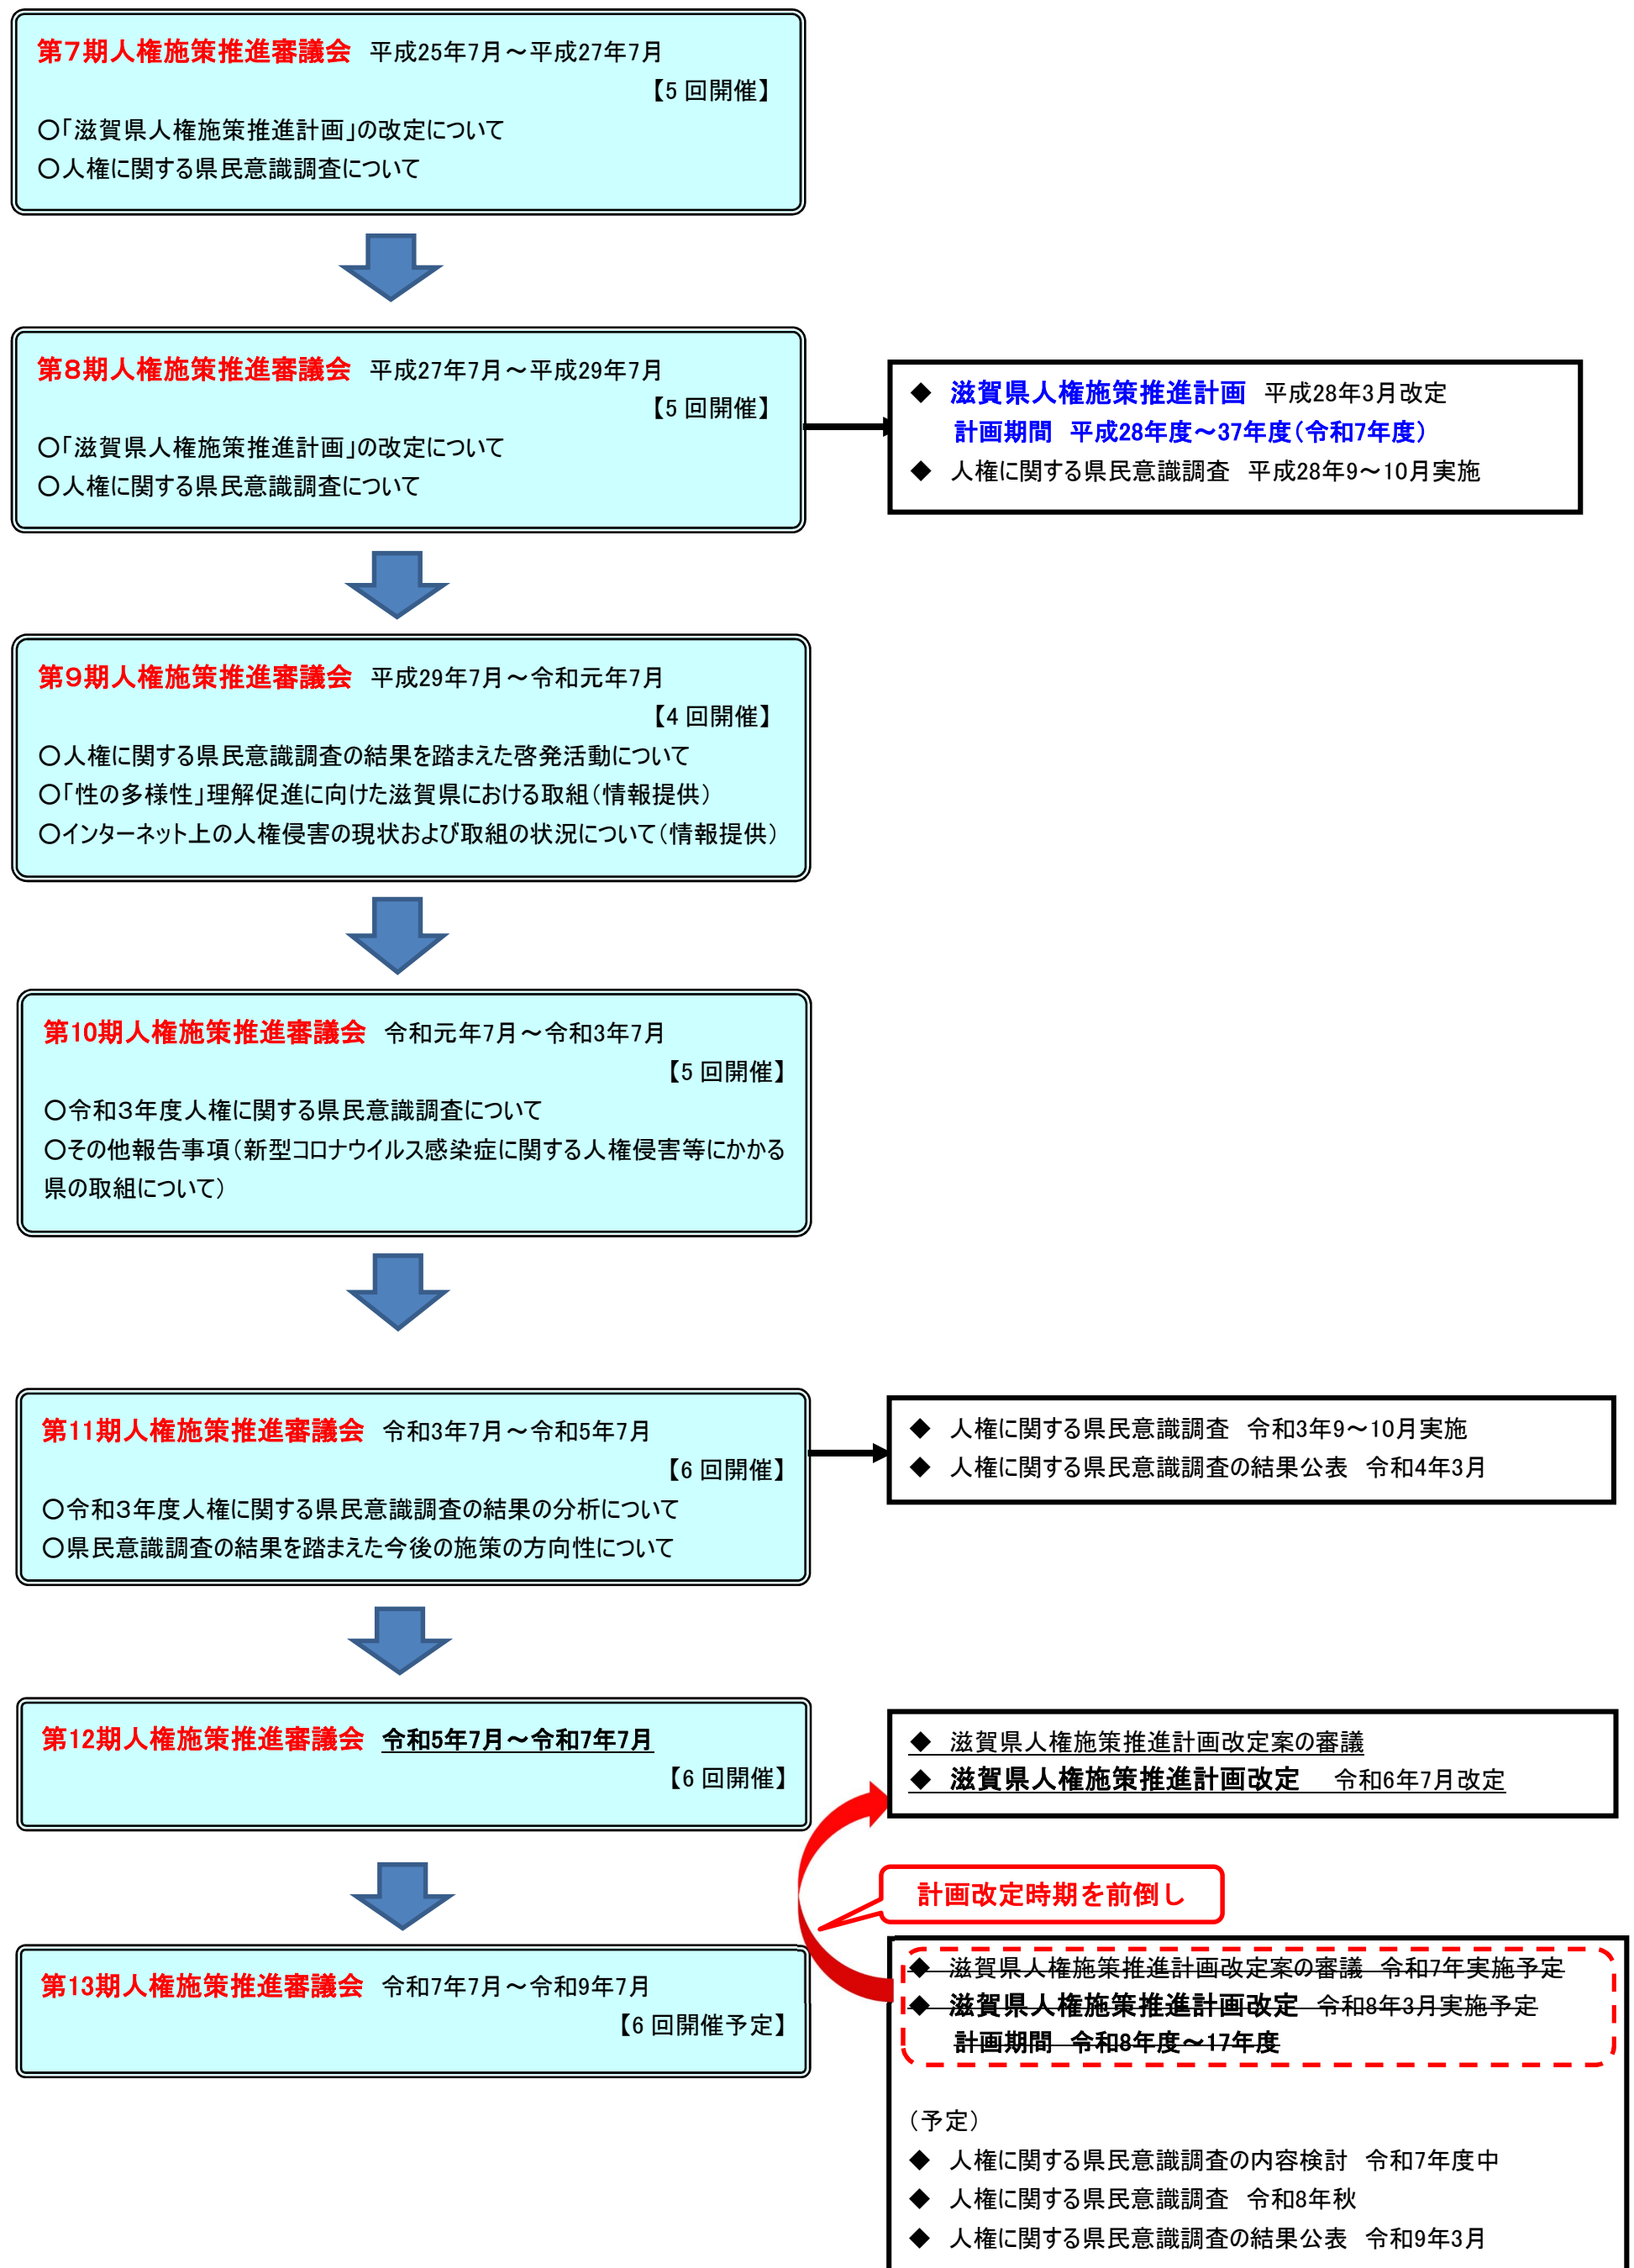 第7期人権施策推進審議会　平成25年7月～平成27年7月
【5 回開催】
〇「滋賀県人権施策推進計画」の改定について
〇人権に関する県民意識調査について
第8期人権施策推進審議会　平成27年7月～平成29年7月
【5 回開催】
〇「滋賀県人権施策推進計画」の改定について
〇人権に関する県民意識調査について
◆　滋賀県人権施策推進計画　平成28年3月改定
計画期間　平成28年度～37年度（令和7年度）
◆　人権に関する県民意識調査　平成28年9～10月実施
第9期人権施策推進審議会　平成29年7月～令和元年7月
【4 回開催】
〇人権に関する県民意識調査の結果を踏まえた啓発活動について
〇「性の多様性」理解促進に向けた滋賀県における取組（情報提供）
〇インターネット上の人権侵害の現状および取組の状況について（情報提供）
第10期人権施策推進審議会　令和元年7月～令和3年7月
【5 回開催】
〇令和３年度人権に関する県民意識調査について
〇その他報告事項（新型コロナウイルス感染症に関する人権侵害等にかかる
県の取組について）
第11期人権施策推進審議会　令和3年7月～令和5年7月
【6 回開催】
〇令和３年度人権に関する県民意識調査の結果の分析について
〇県民意識調査の結果を踏まえた今後の施策の方向性について
◆　人権に関する県民意識調査　令和3年9～10月実施
◆　人権に関する県民意識調査の結果公表　令和4年3月
第12期人権施策推進審議会　令和5年7月～令和7年7月
【6 回開催】
◆　滋賀県人権施策推進計画改定案の審議
◆　滋賀県人権施策推進計画改定　令和6年7月改定
計画改定時期を前倒し
第13期人権施策推進審議会　令和7年7月～令和9年7月
【6 回開催予定】
◆　滋賀県人権施策推進計画改定案の審議　令和7年実施予定
◆　滋賀県人権施策推進計画改定　令和8年3月実施予定
計画期間　令和8年度～17年度
（予定）
◆　人権に関する県民意識調査の内容検討　令和7年度中
◆　人権に関する県民意識調査　令和8年秋
◆　人権に関する県民意識調査の結果公表　令和9年3月